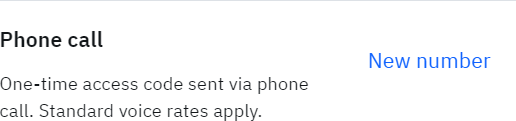 Phone call
New number
One-time access code sent via phone
call. Standard voice rates apply.